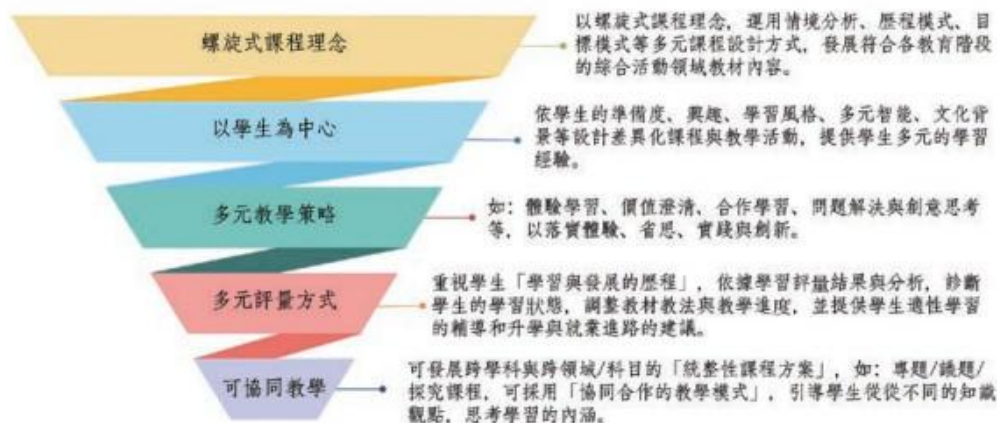 螺旋式課程理念
以螺旋式課程理念，運用情境分析、歷程模式、目
標模式等多元課程設計方式，發展符合各教育階段
的綜合活動領域教材內容。
以學生為中心
依學生的準備度、興趣、學習風格、多元智能、文化背
景等設計差異化課程與教學活動，提供學生多元的學習
經驗。
多元教學策略
如：體驗學習、價值澄清、合作學習、問題解決與創意思考
等，以落實體驗、省思、實踐與創新。
多元評量方式
重視學生「學習與發展的歷程」，依據學習評量結果與分析，診斷
學生的學習狀態，調整教材教法與教學進度，並提供學生適性學習
的輔導和升學與就業進路的建議。
可協同教學
可發展跨學科與跨領域/科目的「統整性課程方案」，如：專題/議題/
探究課程，可採用「協同合作的教學模式」，引導學生從從不同的知識
觀點，思考學習的內涵。